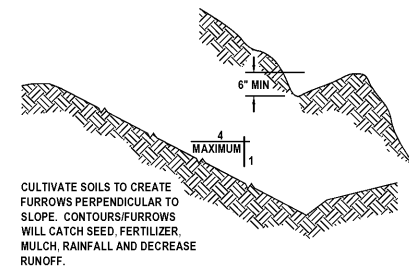 6" MIN
4
MAXIMUM
1
CULTIVATE SOILS TO CREATE
FURROWS PERPENDICULAR TO
SLOPE. CONTOURS/FURROWS
WILL CATCH SEED, FERTILIZER,
MULCH, RAINFALL AND DECREASE
RUNOFF.